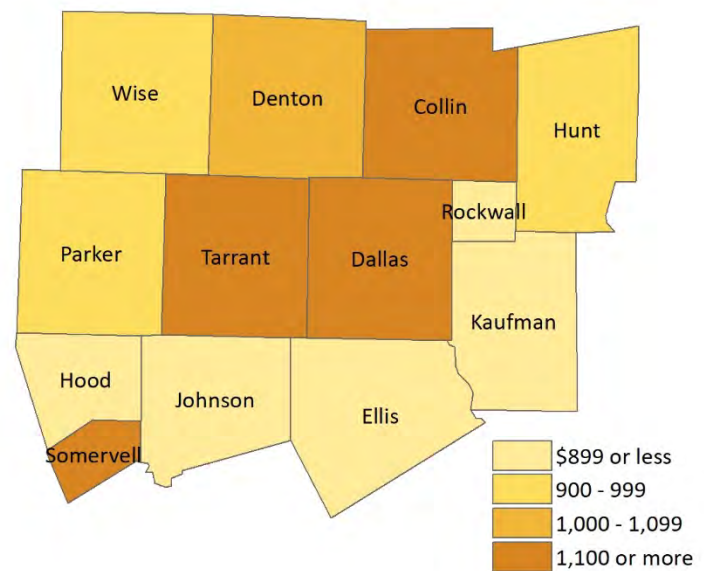 Wise
Denton
Collin
Hunt
Rockwall
Parker
Tarrant
Dallas
Kaufman
Hood
Johnson
Ellis
Somervell
$899 or less
900 - 999
1,000 - 1,099
1,100 or more